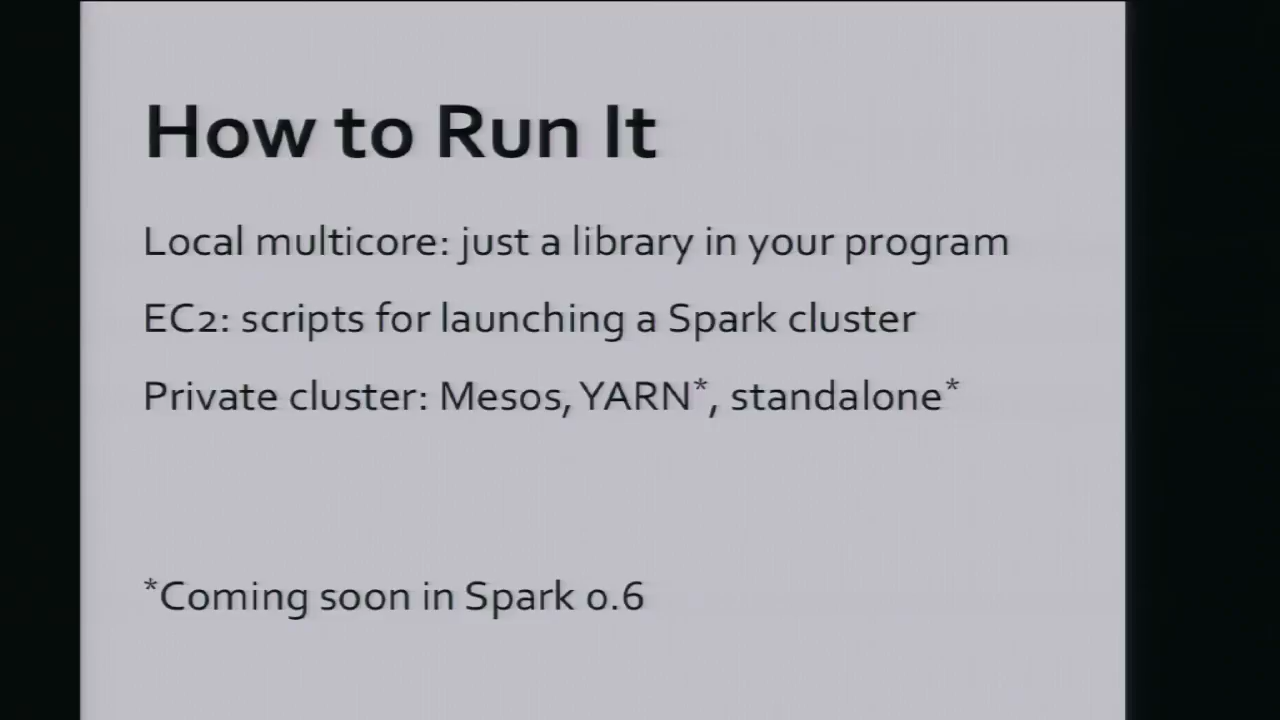 How to Run It
Local multicore: just a library in your program
EC2: scripts for launching a Spark cluster
Private cluster: Mesos, YARN*, standalone*
*Coming soon in Spark 0.6